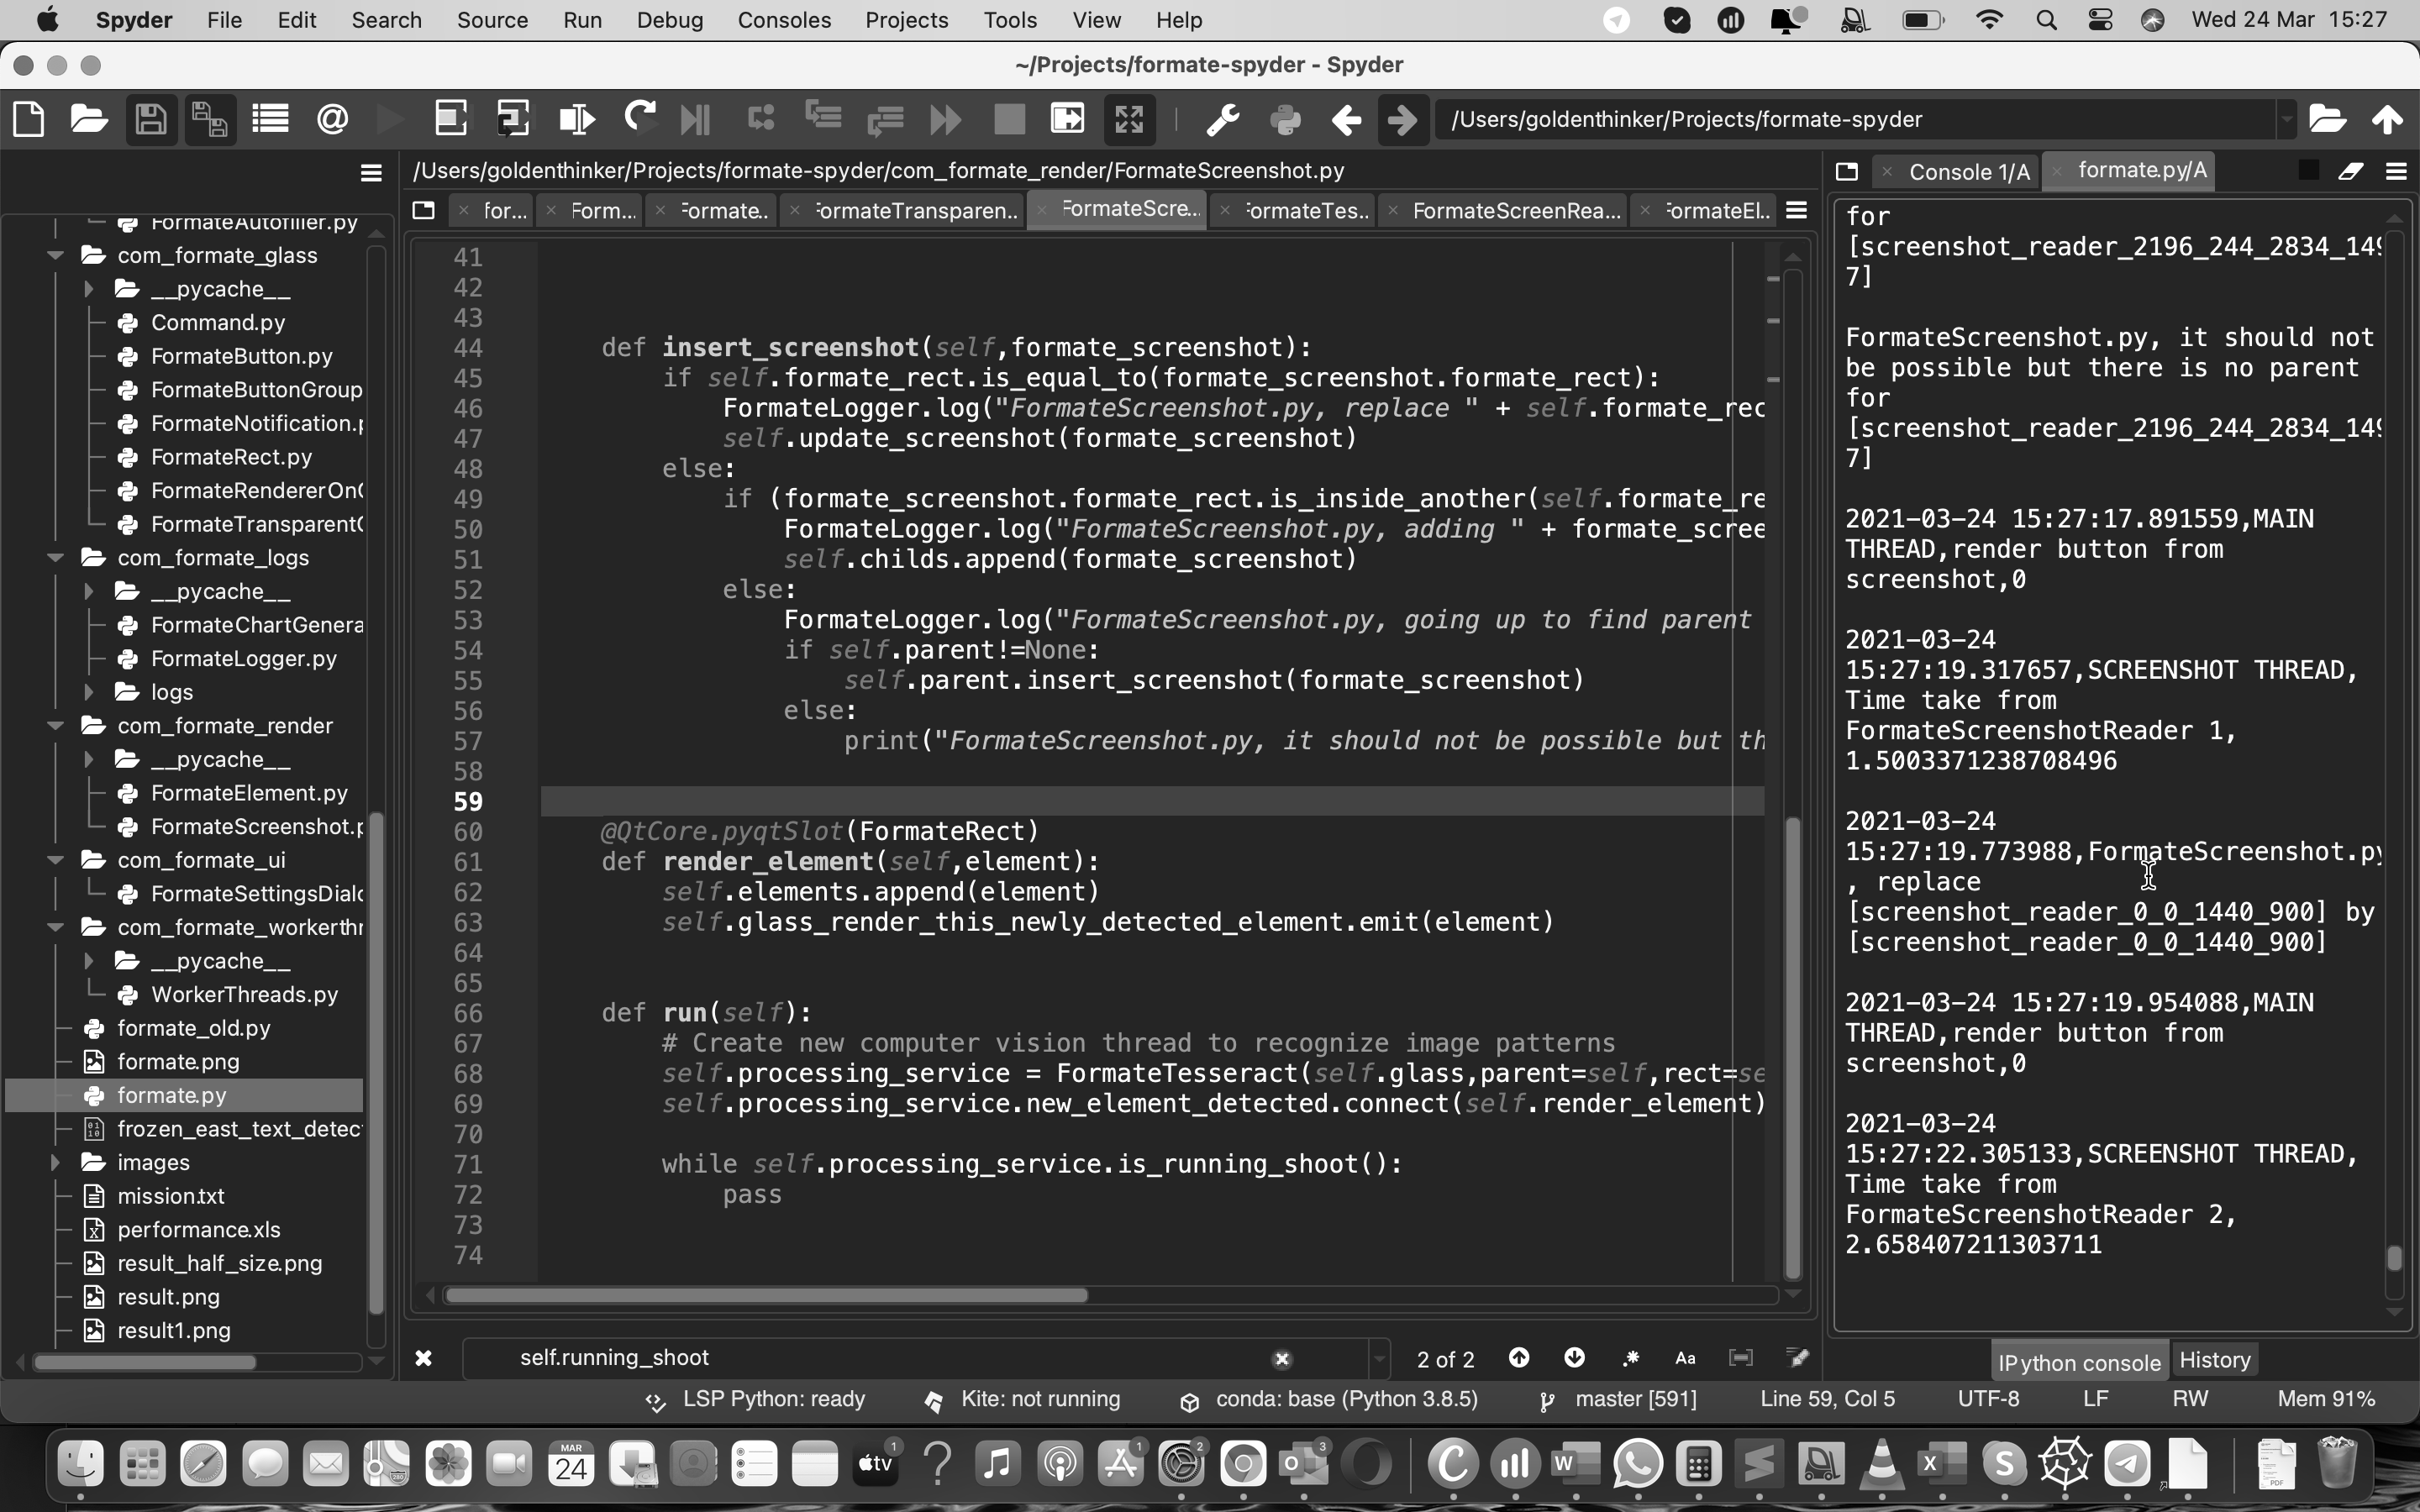 Spyder File Edit Search Source Run Debug Consoles Projects Tools View Help Wed 24 Mar 15:27
~/Projects/formate-spyder - Spyder
/Users/goldenthinker/Projects/formate-spyder
FormateAutofiller.py
com_formate_glass
__pycache__
Command.py
FormateButton.py
FormateButtonGroup
FormateNotification.p
FormateRect.py
FormateRendererOnG
FormateTransparentG
com_formate_logs
__pycache__
FormateChartGenera
FormateLogger.py
logs
com_formate_render
__pycache__
FormateElement.py
FormateScreenshot.p
com_formate_ui
FormateSettingsDialo
com_formate_workerthr
__pycache__
WorkerThreads.py
formate_old.py
formate.png
formate.py
frozen_east_text_detec
images
mission.txt
performance.xls
result_half_size.png
result.png
result1.png
/Users/goldenthinker/Projects/formate-spyder/com_formate_render/FormateScreenshot.py
for... Form... Formate.. FormateTransparen.. FormateScre... FormateTes.. FormateScreenRea... FormateEl..
41
42
43
44 def insert_screenshot(self,formate_screenshot):
45 if self.formate_rect.is_equal_to(formate_screenshot.formate_rect):
46 FormateLogger.log("FormateScreenshot.py, replace " + self.formate_rec
47 self.update_screenshot(formate_screenshot)
48 else:
49 if (formate_screenshot.formate_rect.is_inside_another(self.formate_re
50 FormateLogger.log("FormateScreenshot.py, adding " + formate_scree
51 self.childs.append(formate_screenshot)
52 else:
53 FormateLogger.log("FormateScreenshot.py, going up to find parent
54 if self.parent!=None:
55 self.parent.insert_screenshot(formate_screenshot)
56 else:
57 print("FormateScreenshot.py, it should not be possible but th
58
59
60 @QtCore.pyqtSlot(FormateRect)
61 def render_element(self,element):
62 self.elements.append(element)
63 self.glass_render_this_newly_detected_element.emit(element)
64
65
66 def run(self):
67 # Create new computer vision thread to recognize image patterns
68 self.processing_service = FormateTesseract(self.glass,parent=self,rect=se
69 self.processing_service.new_element_detected.connect(self.render_element)
70
71 while self.processing_service.is_running_shoot():
72 pass
73
74
self.running_shoot 2 of 2 Aa
Console 1/A formate.py/A
for
[screenshot_reader_2196_244_2834_149
7]
FormateScreenshot.py, it should not
be possible but there is no parent
for
[screenshot_reader_2196_244_2834_149
7]
2021-03-24 15:27:17.891559,MAIN
THREAD,render button from
screenshot,0
2021-03-24
15:27:19.317657,SCREENSHOT THREAD,
Time take from
FormateScreenshotReader 1,
1.5003371238708496
2021-03-24
15:27:19.773988,FormateScreenshot.py
, replace
[screenshot_reader_0_0_1440_900] by
[screenshot_reader_0_0_1440_900]
2021-03-24 15:27:19.954088,MAIN
THREAD,render button from
screenshot,0
2021-03-24
15:27:22.305133,SCREENSHOT THREAD,
Time take from
FormateScreenshotReader 2,
2.658407211303711
IPython console History
LSP Python: ready Kite: not running conda: base (Python 3.8.5) master [591] Line 59, Col 5 UTF-8 LF RW Mem 91%
MAR
24
tv 1 1 2 3
PDF